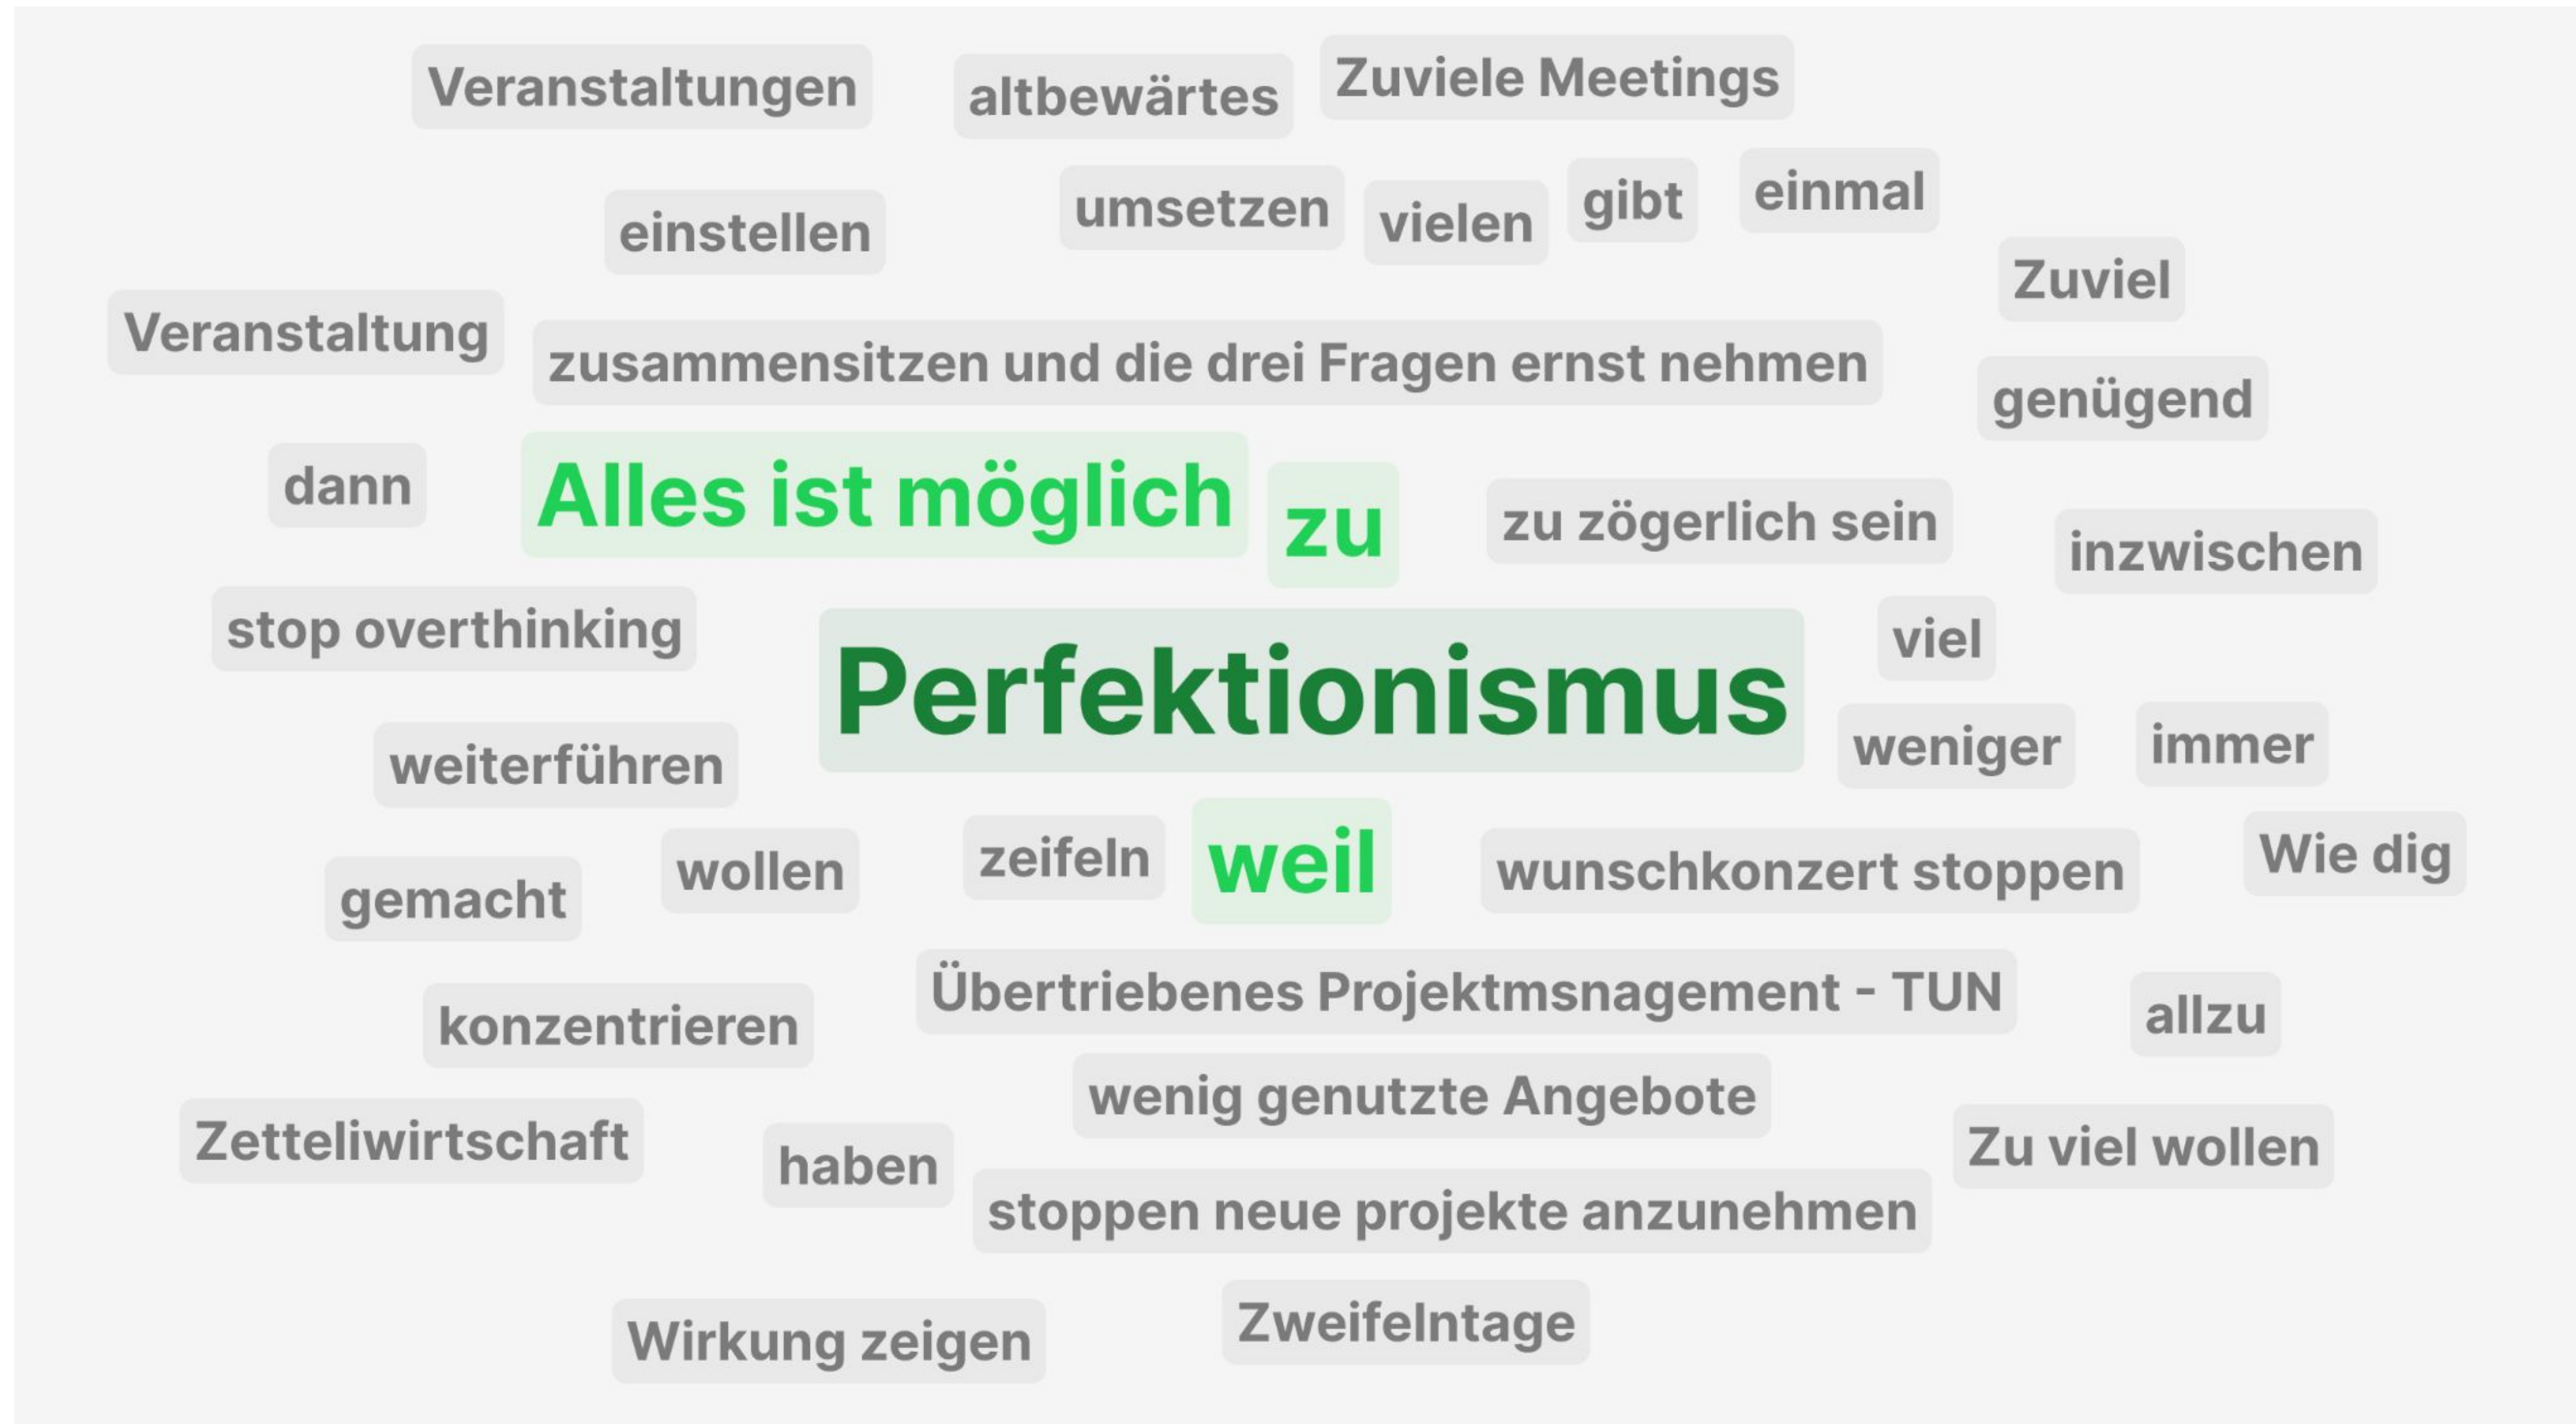 Veranstaltungen
altbewärtes
Zuviele Meetings
umsetzen
vielen
gibt
einmal
einstellen
Zuviel
Veranstaltung
zusammensitzen und die drei Fragen ernst nehmen
genügend
dann
Alles ist möglich
zu
zu zögerlich sein
inzwischen
stop overthinking
Perfektionismus
viel
weiterführen
weniger
immer
gemacht
wollen
zeifeln
weil
wunschkonzert stoppen
Wie dig
konzentrieren
Übertriebenes Projektmsnagement - TUN
allzu
wenig genutzte Angebote
Zetteliwirtschaft
haben
Zu viel wollen
stoppen neue projekte anzunehmen
Wirkung zeigen
Zweifelntage